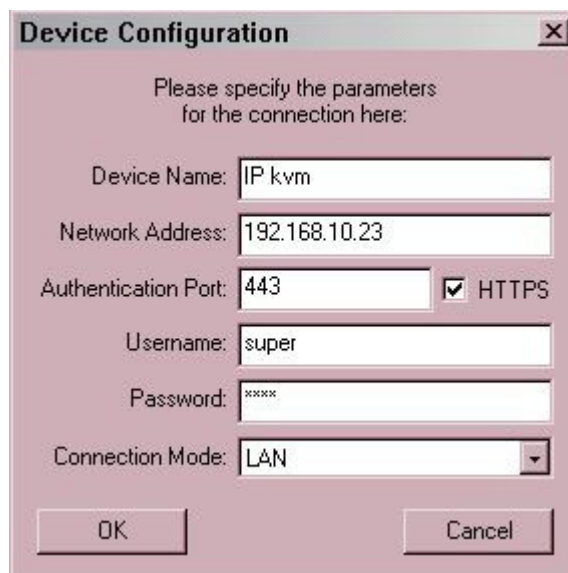 Device Configuration
Please specify the parameters
for the connection here:
Device Name: IP kvm
Network Address: 192.168.10.23
Authentication Port: 443 HTTPS
Username: super
Password: ****
Connection Mode: LAN
OK Cancel